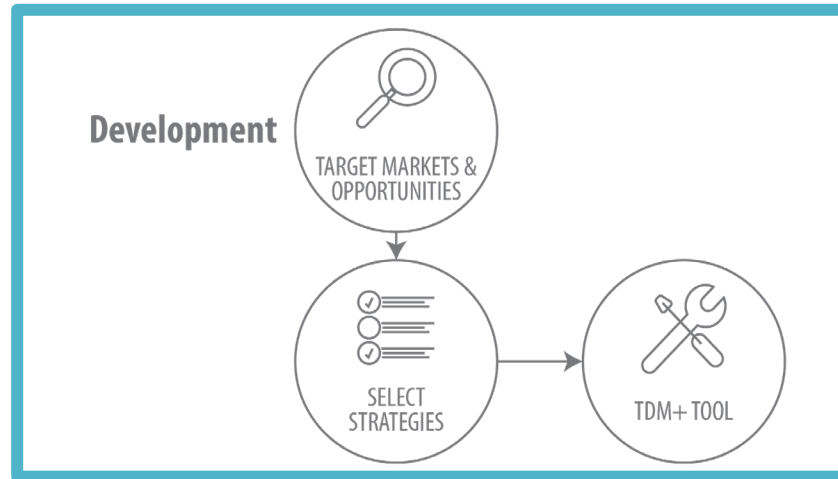 Development
TARGET MARKETS &
OPPORTUNITIES
SELECT
STRATEGIES
TDM+ TOOL